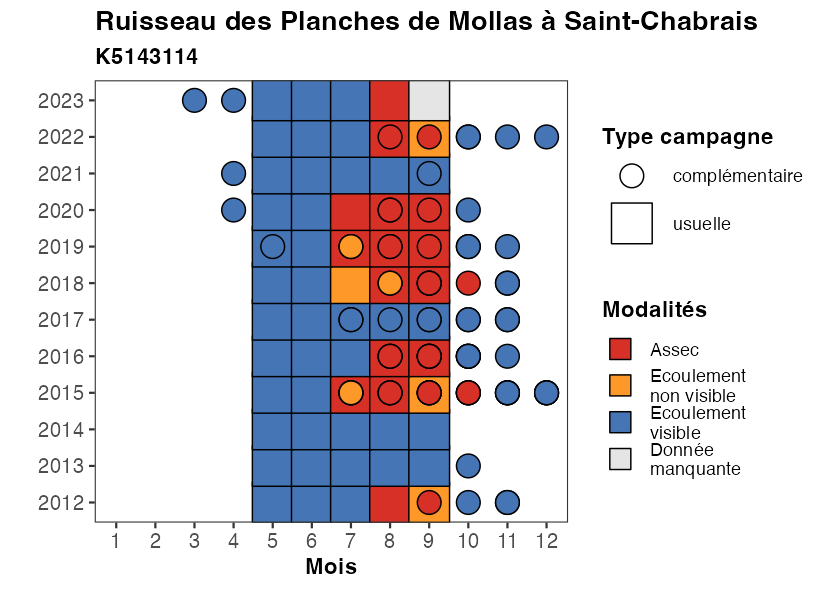 Ruisseau des Planches de Mollas à Saint-Chabrais
K5143114
2023
2022
2021
2020
2019
2018
2017
2016
2015
2014
2013
2012
1 2 3 4 5 6 7 8 9 10 11 12
Mois
Type campagne
complémentaire
usuelle
Modalités
Assec
Ecoulement
non visible
Ecoulement
visible
Donnée
manquante